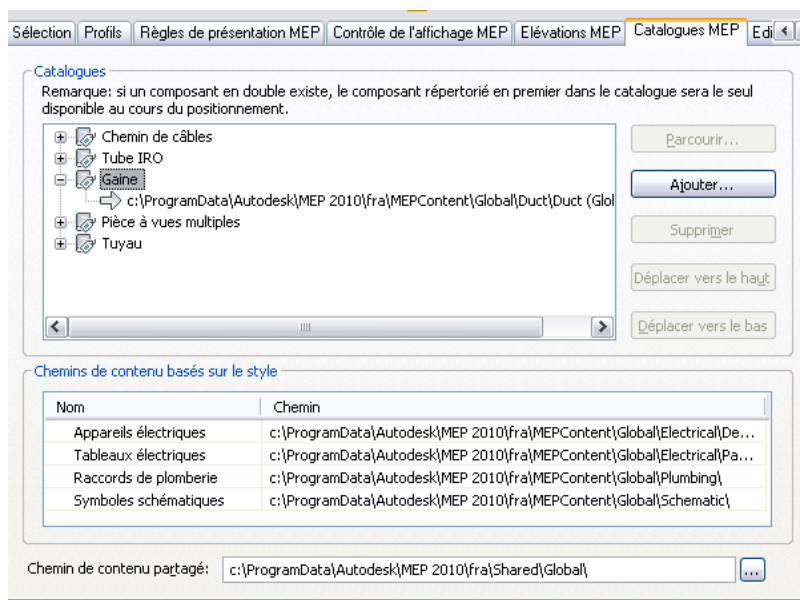 Sélection Profils Règles de présentation MEP Contrôle de l'affichage MEP Elévations MEP Catalogues MEP Edi
Catalogues
Remarque: si un composant en double existe, le composant répertorié en premier dans le catalogue sera le seul
disponible au cours du positionnement.
Chemin de câbles
Tube IRO
Gaine
c:\ProgramData\Autodesk\MEP 2010\fra\MEPContent\Global\Duct\Duct (Glol
Pièce à vues multiples
Tuyau
Parcourir...
Ajouter...
Supprimer
Déplacer vers le haut
Déplacer vers le bas
Chemins de contenu basés sur le style
Nom Chemin
Appareils électriques c:\ProgramData\Autodesk\MEP 2010\fra\MEPContent\Global\Electrical\De...
Tableaux électriques c:\ProgramData\Autodesk\MEP 2010\fra\MEPContent\Global\Electrical\Pa...
Raccords de plomberie c:\ProgramData\Autodesk\MEP 2010\fra\MEPContent\Global\Plumbing\
Symboles schématiques c:\ProgramData\Autodesk\MEP 2010\fra\MEPContent\Global\Schematic\
Chemin de contenu partagé: c:\ProgramData\Autodesk\MEP 2010\fra\Shared\Global\ ...